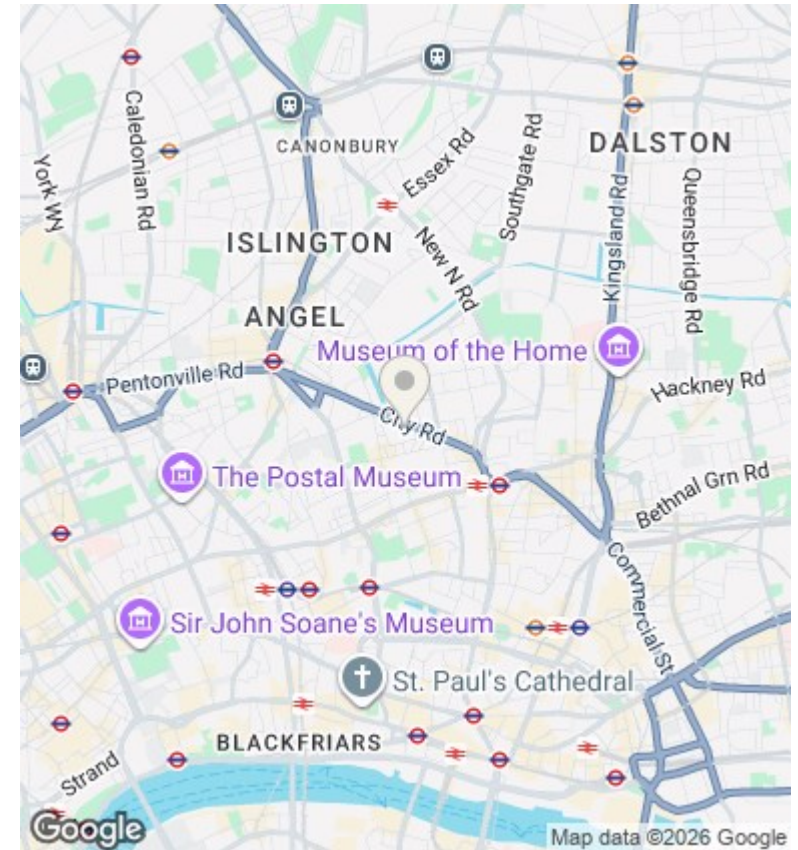 Caledonian Rd
York WY
CANONBURY
Essex Rd
Southgate Rd
DALSTON
Queensbridge Rd
Kingsland Rd
ISLINGTON
New N Rd
ANGEL
Museum of the Home
Pentonville Rd
Hackney Rd
City Rd
The Postal Museum
Bethnal Grn Rd
Commercial St
Sir John Soane's Museum
St. Paul's Cathedral
BLACKFRIARS
Strand
Google
Map data ©2026 Google